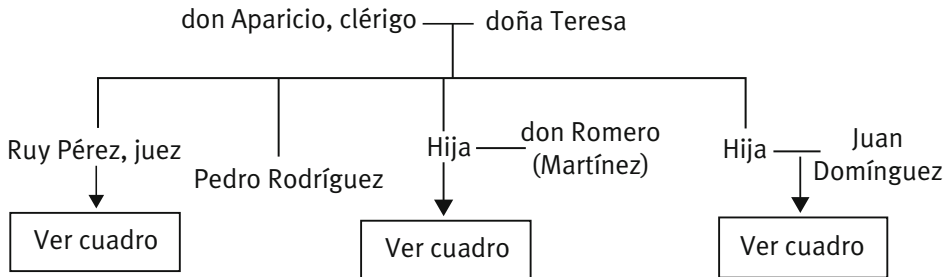 don Aparicio, clérigo doña Teresa
Ruy Pérez, juez
Pedro Rodríguez
Hija
don Romero
(Martínez)
Hija
Juan
Domínguez
Ver cuadro
Ver cuadro
Ver cuadro